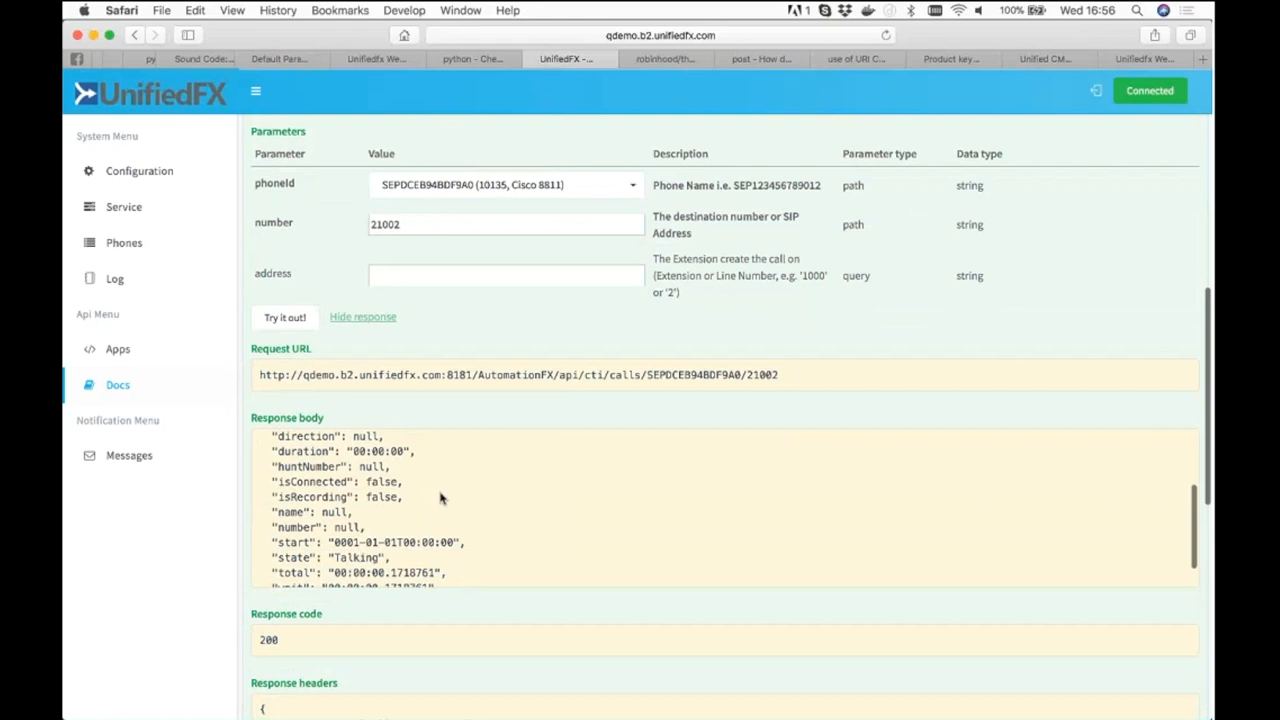 Safari File Edit View History Bookmarks Develop Window Help 1 100% Wed 16:56
qdemo.b2.unifiedfx.com
py Sound Code:... Default Para... Unifiedfx We... python - Che... UnifiedFX -... robinhood/th... post - How d... use of URI C... Product key... Unified CM... Unifiedfx We... +
UnifiedFX Connected
System Menu
Configuration
Service
Phones
Log
Api Menu
Apps
Docs
Notification Menu
Messages
Parameters
Parameter Value Description Parameter type Data type
phoneId SEPDCEB94BDF9A0 (10135, Cisco 8811) Phone Name i.e. SEP123456789012 path string
number 21002 The destination number or SIP
Address path string
address The Extension create the call on
(Extension or Line Number, e.g. '1000'
or '2') query string
Try it out! Hide response
Request URL
http://qdemo.b2.unifiedfx.com:8181/AutomationFX/api/cti/calls/SEPDCEB94BDF9A0/21002
Response body
"direction": null,
"duration": "00:00:00",
"huntNumber": null,
"isConnected": false,
"isRecording": false,
"name": null,
"number": null,
"start": "0001-01-01T00:00:00",
"state": "Talking",
"total": "00:00:00.1718761",
Response code
200
Response headers
{